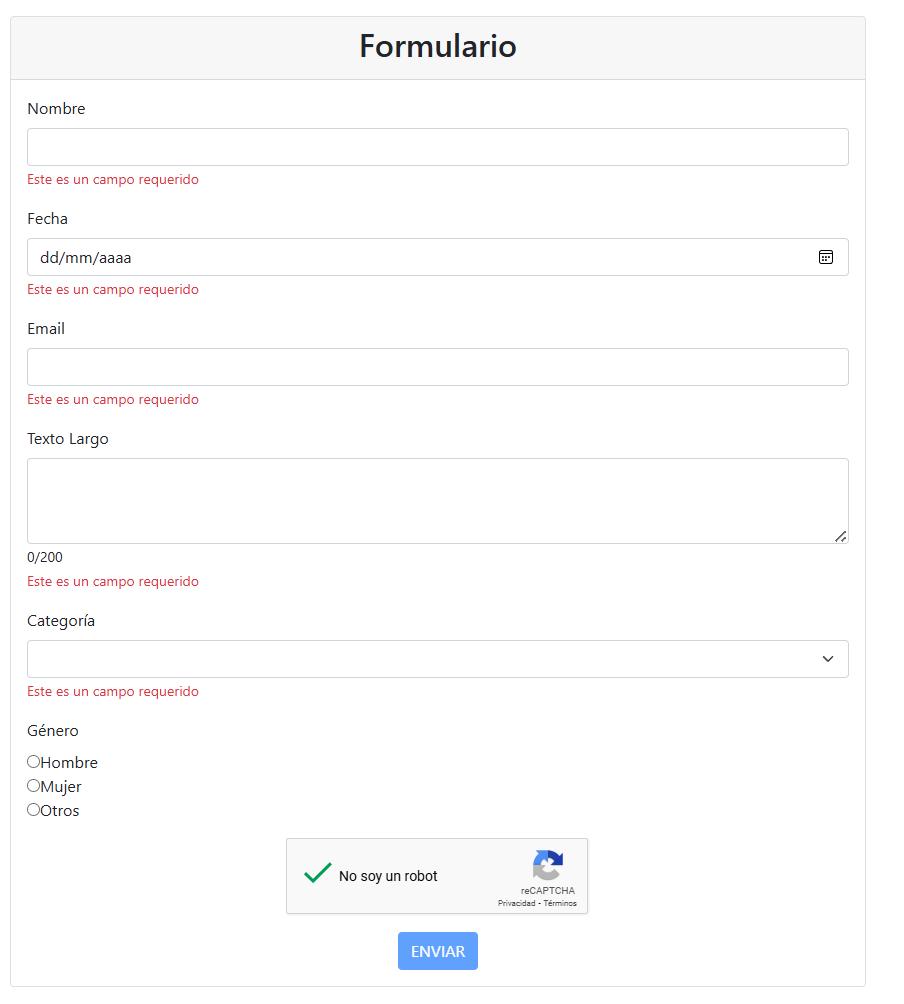 Formulario
Nombre
Este es un campo requerido
Fecha
dd/mm/aaaa
Este es un campo requerido
Email
Este es un campo requerido
Texto Largo
0/200
Este es un campo requerido
Categoría
Este es un campo requerido
Género
Hombre
Mujer
Otros
No soy un robot
reCAPTCHA
Privacidad - Términos
ENVIAR